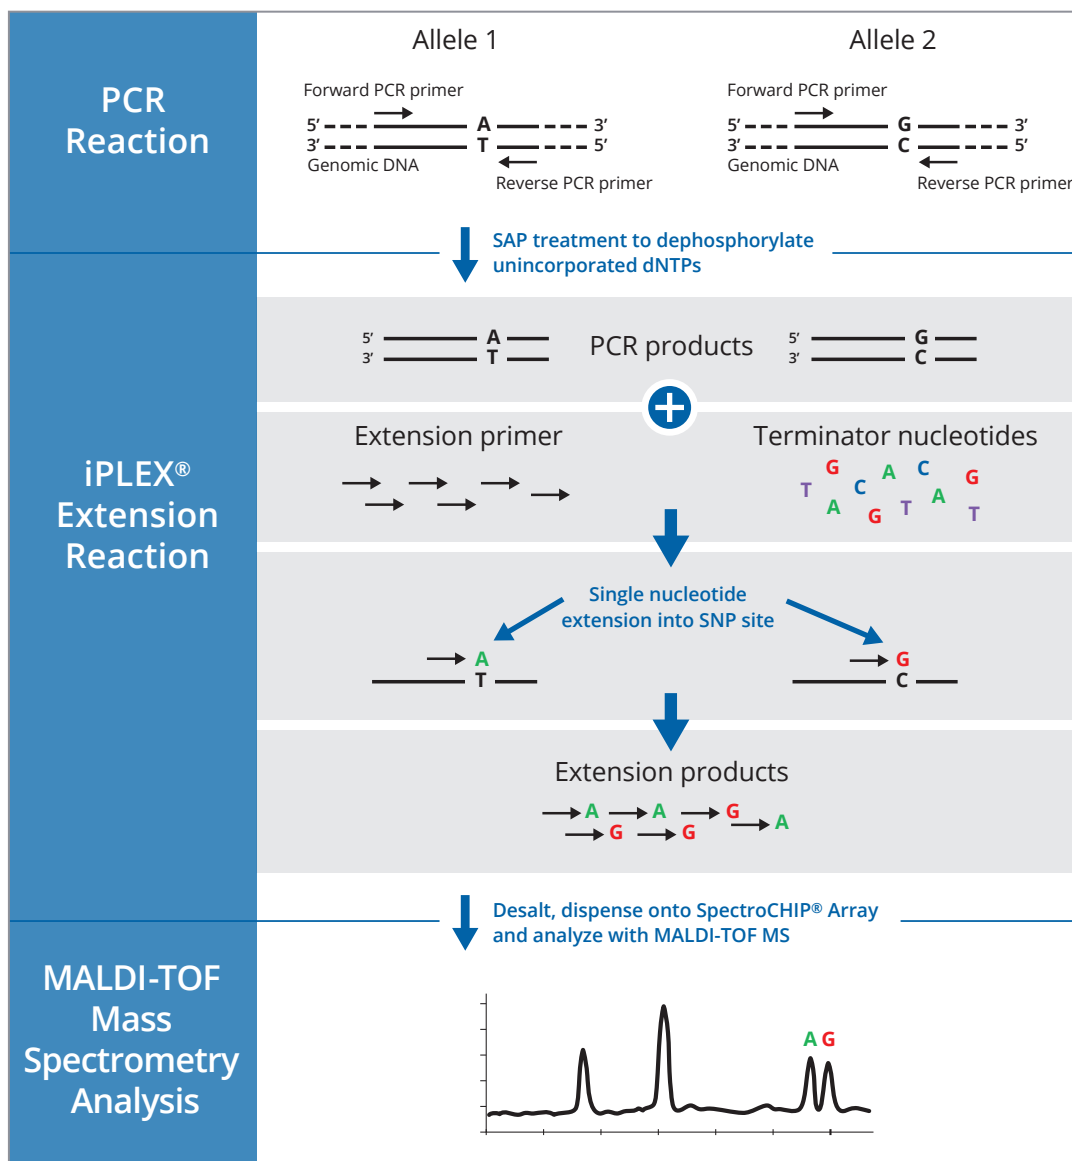 PCR
Reaction
Allele 1
Allele 2
Forward PCR primer
Forward PCR primer
5’ A 3’
3’ T 5’
5’ G 3’
3’ C 5’
Genomic DNA
Reverse PCR primer
Genomic DNA
Reverse PCR primer
SAP treatment to dephosphorylate
unincorporated dNTPs
iPLEX®
Extension
Reaction
5’ A
3’ T
PCR products
5’ G
3’ C
Extension primer
Terminator nucleotides
T G C A C G
A G T A T
Single nucleotide
extension into SNP site
A
T
G
C
Extension products
A A G A
G G
Desalt, dispense onto SpectroCHIP® Array
and analyze with MALDI-TOF MS
MALDI-TOF
Mass
Spectrometry
Analysis
A G